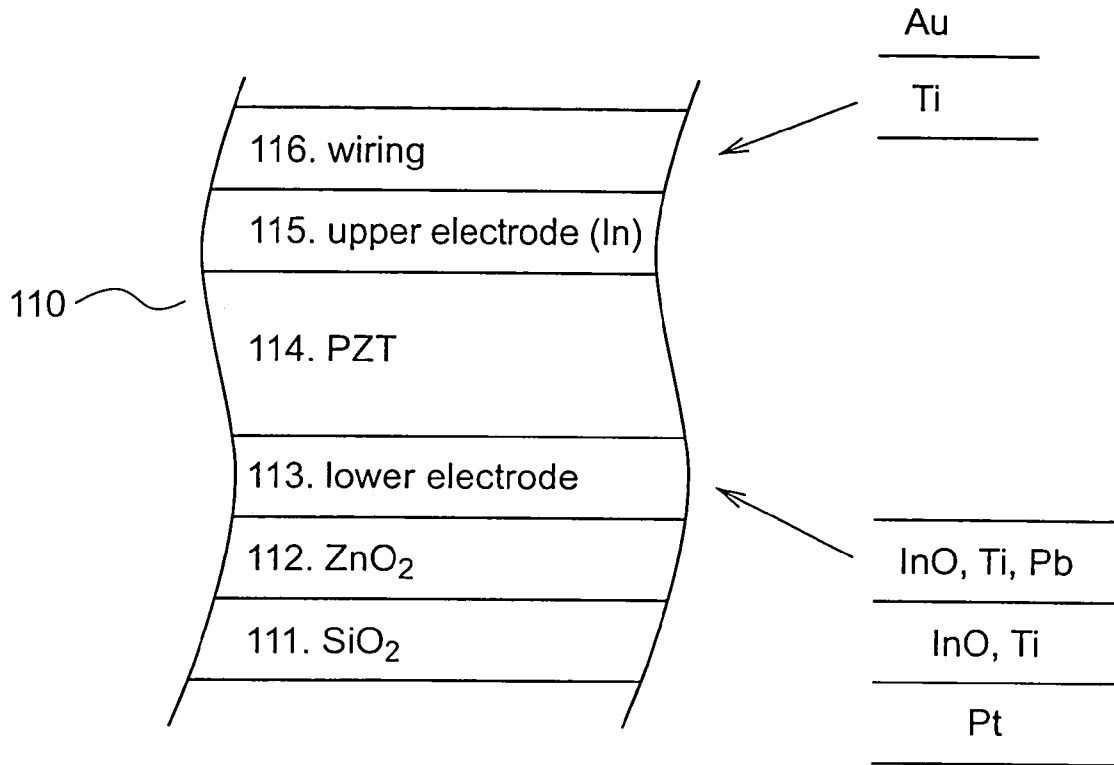 Au
Ti
116. wiring
115. upper electrode (In)
110
114. PZT
113. lower electrode
112. ZnO₂
111. SiO₂
InO, Ti, Pb
InO, Ti
Pt